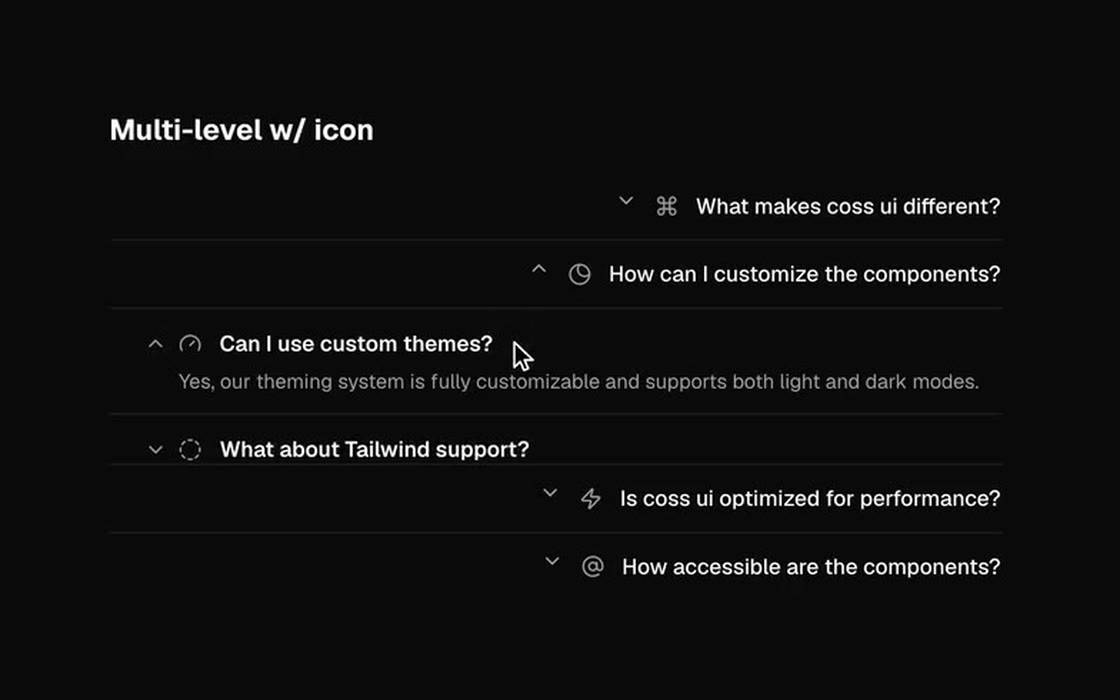 Multi-level w/ icon
What makes coss ui different?
How can I customize the components?
Can I use custom themes?
Yes, our theming system is fully customizable and supports both light and dark modes.
What about Tailwind support?
Is coss ui optimized for performance?
How accessible are the components?